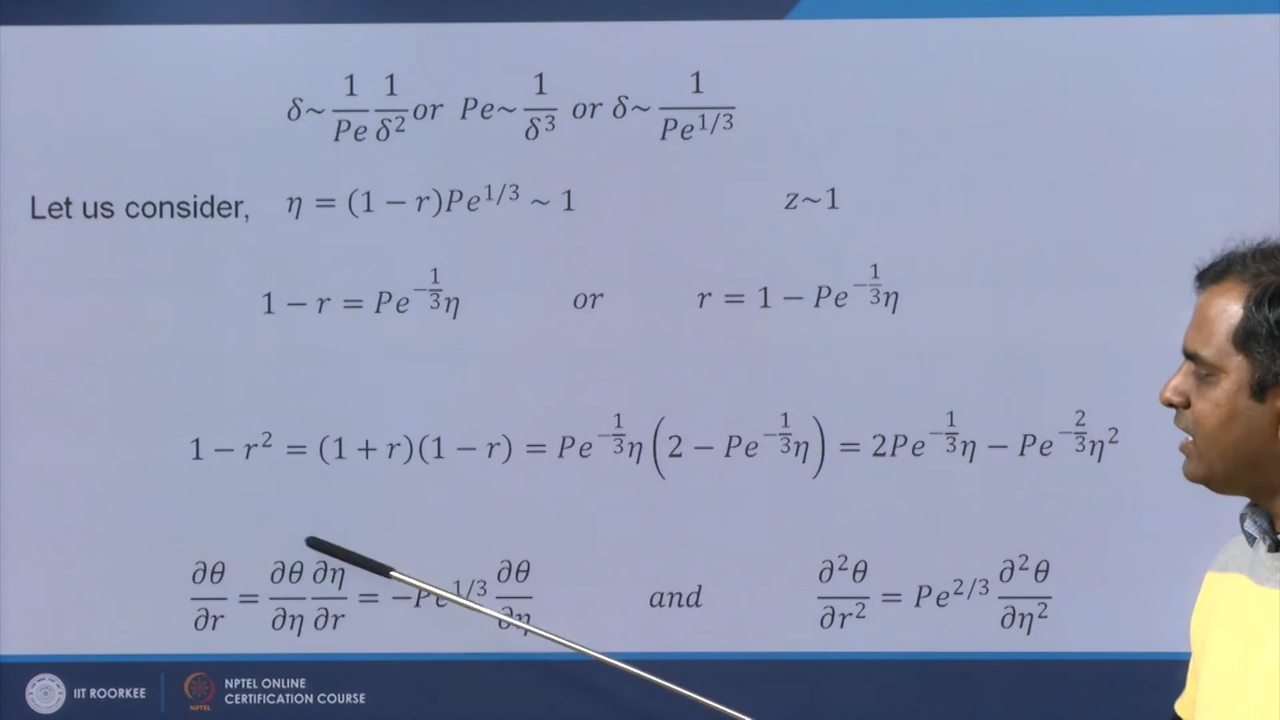 δ~ 1/Pe 1/δ² or Pe~ 1/δ³ or δ~ 1/Pe^{1/3}
Let us consider, η = (1 − r)Pe^{1/3} ~ 1 z~1
1 − r = Pe^{−1/3}η or r = 1 − Pe^{−1/3}η
1 − r² = (1 + r)(1 − r) = Pe^{−1/3}η(2 − Pe^{−1/3}η) = 2Pe^{−1/3}η − Pe^{−2/3}η²
∂θ/∂r = ∂θ/∂η ∂η/∂r = −Pe^{1/3} ∂θ/∂η and ∂²θ/∂r² = Pe^{2/3} ∂²θ/∂η²
IIT ROORKEE
NPTEL
NPTEL ONLINE
CERTIFICATION COURSE